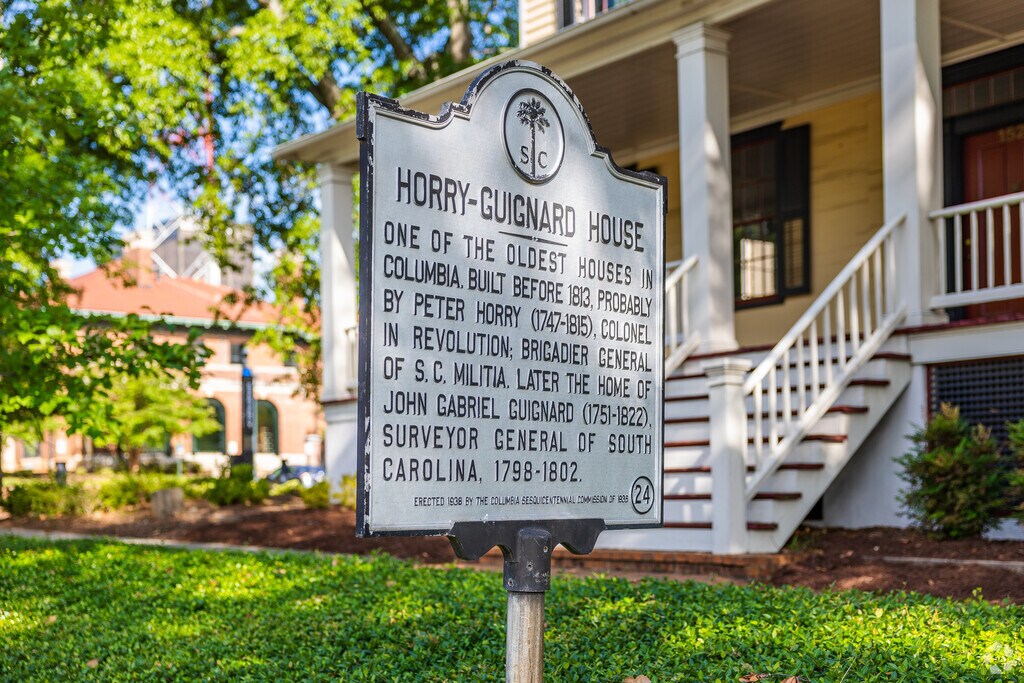 S C
HORRY-GUIGNARD HOUSE
ONE OF THE OLDEST HOUSES IN
COLUMBIA. BUILT BEFORE 1813, PROBABLY
BY PETER HORRY (1747-1815), COLONEL
IN REVOLUTION; BRIGADIER GENERAL
OF S. C. MILITIA. LATER THE HOME OF
JOHN GABRIEL GUIGNARD (1751-1822),
SURVEYOR GENERAL OF SOUTH
CAROLINA, 1798-1802.
ERECTED 1938 BY THE COLUMBIA SESQUICENTENNIAL COMMISSION OF 1936
24